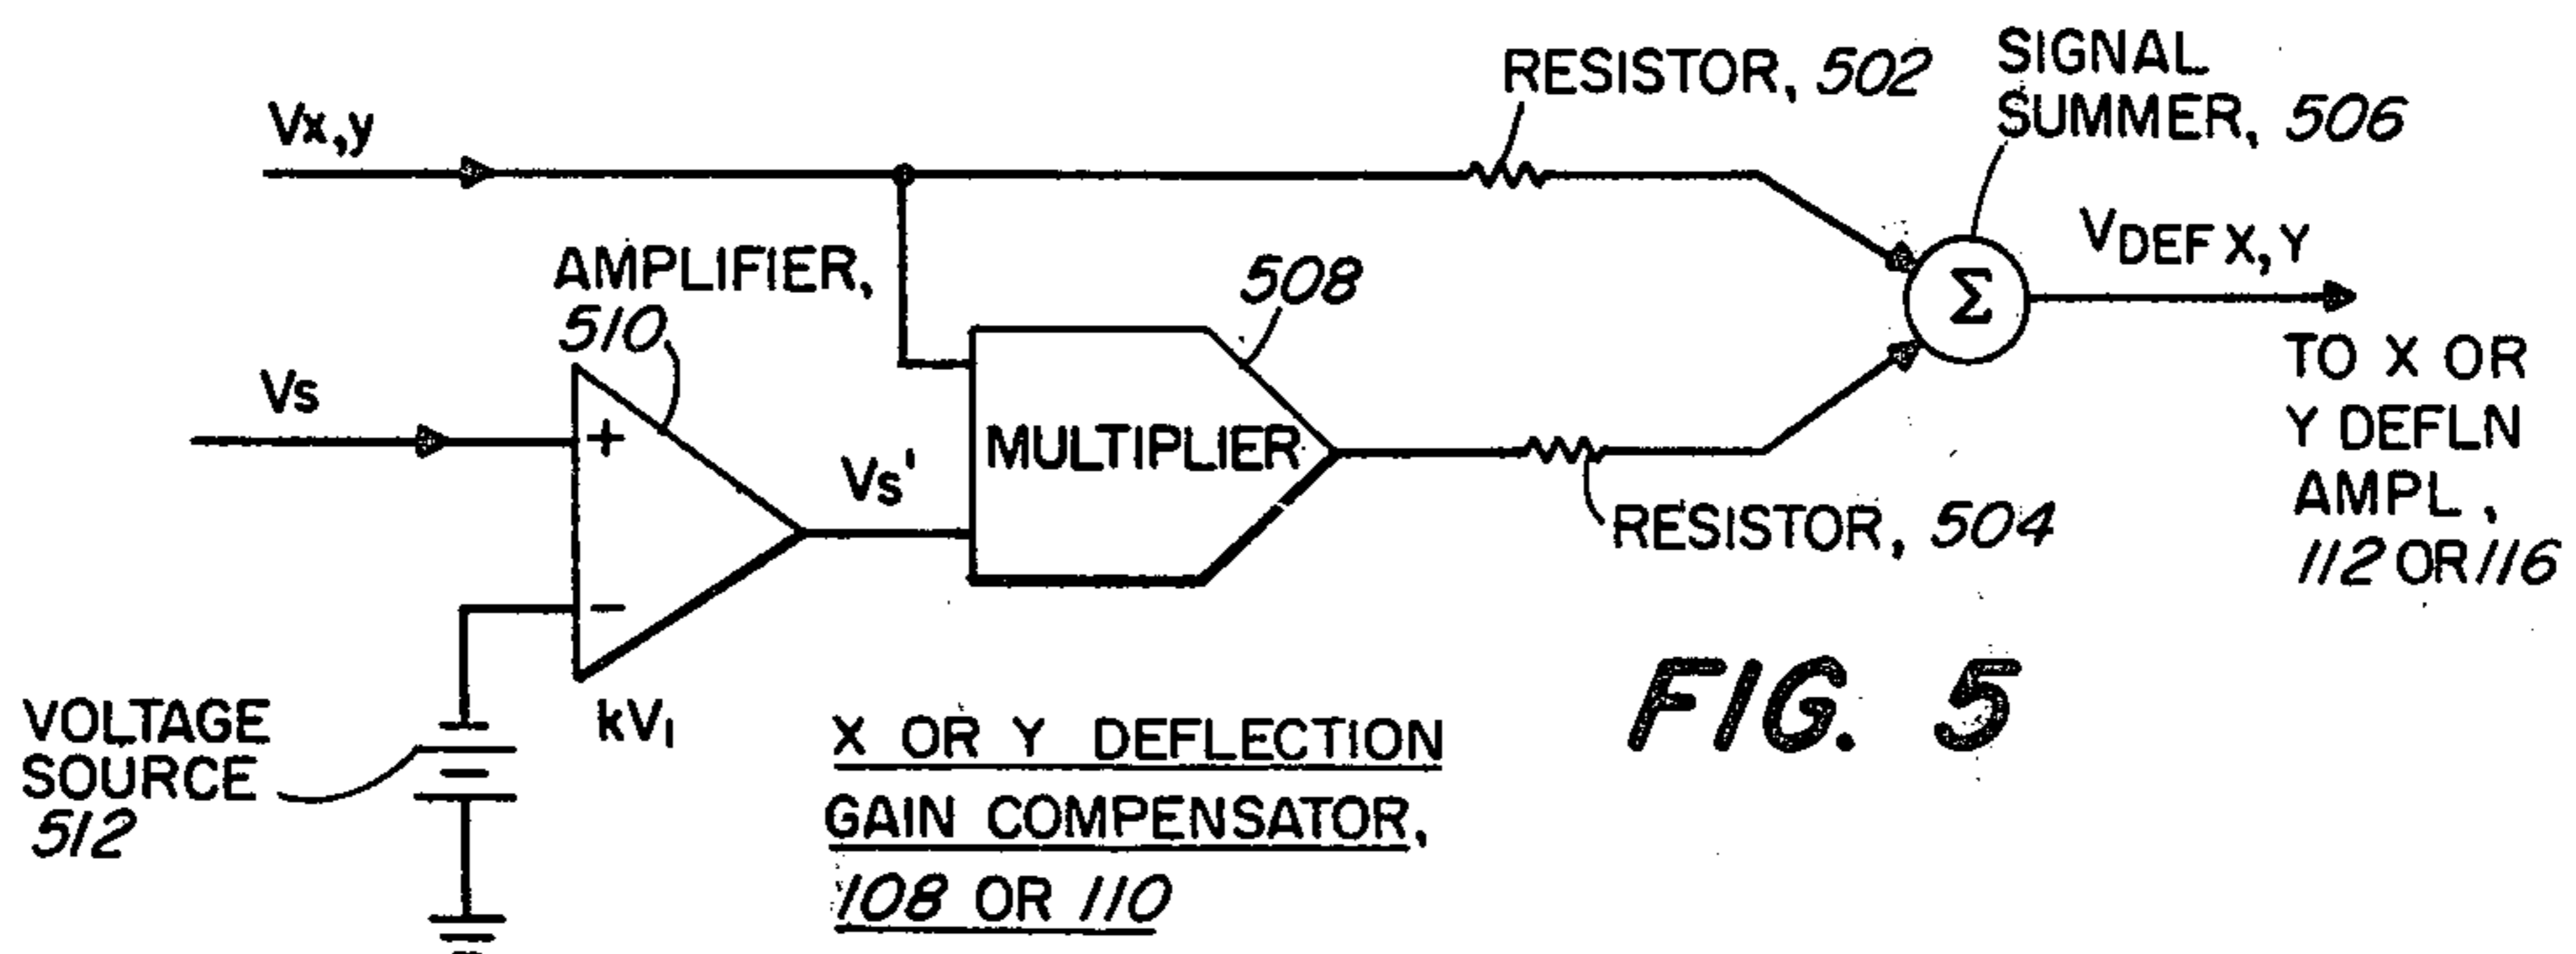 RESISTOR, 502
SIGNAL
SUMMER, 506
Vx,y
AMPLIFIER,
510
508
VDEF X, Y
Σ
Vs
+
MULTIPLIER
Vs'
TO X OR
Y DEFLN
AMPL,
112 OR 116
RESISTOR, 504
−
VOLTAGE
SOURCE
512
kV1
X OR Y DEFLECTION
GAIN COMPENSATOR,
108 OR 110
FIG. 5